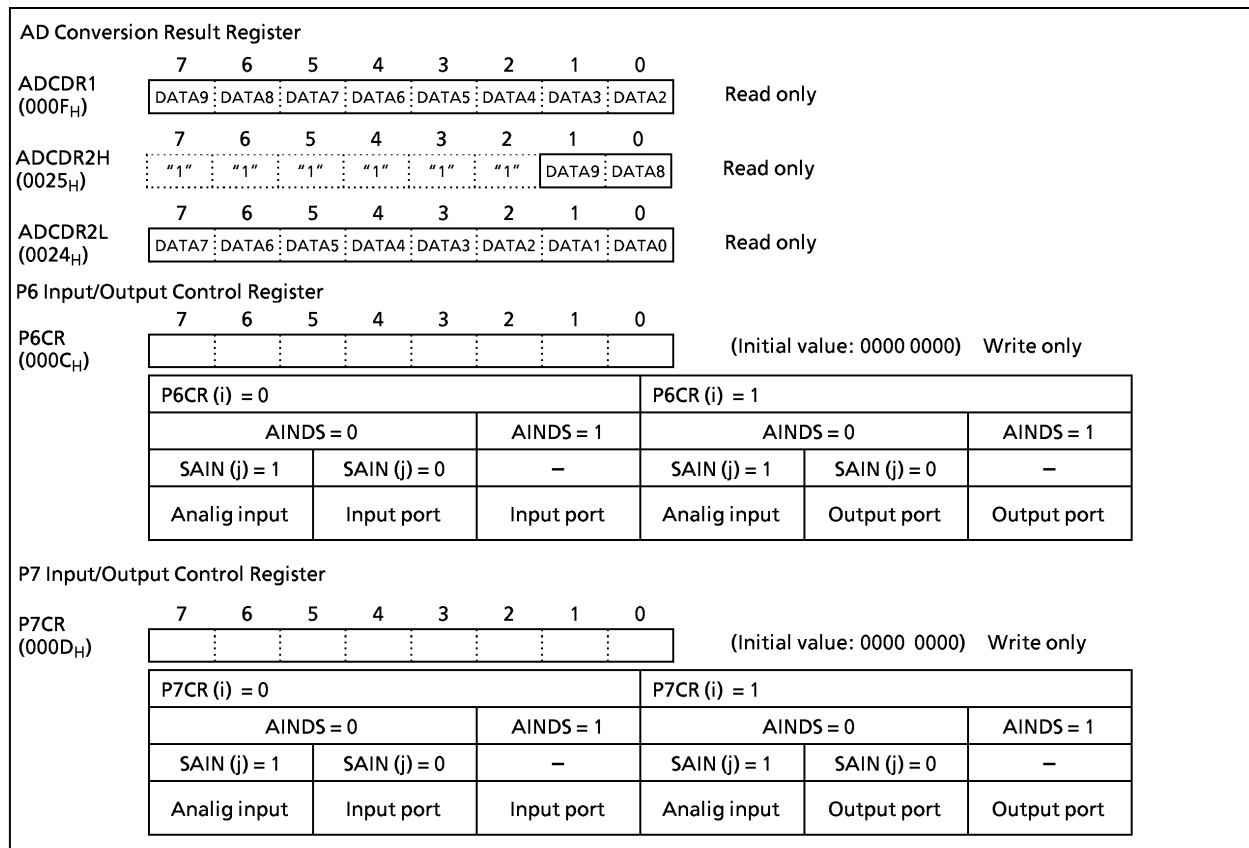 AD Conversion Result Register
7 6 5 4 3 2 1 0
ADCDR1 (000FH) DATA9 DATA8 DATA7 DATA6 DATA5 DATA4 DATA3 DATA2 Read only
7 6 5 4 3 2 1 0
ADCDR2H (0025H) “1” “1” “1” “1” “1” “1” DATA9 DATA8 Read only
7 6 5 4 3 2 1 0
ADCDR2L (0024H) DATA7 DATA6 DATA5 DATA4 DATA3 DATA2 DATA1 DATA0 Read only
P6 Input/Output Control Register
7 6 5 4 3 2 1 0
P6CR (000CH) (Initial value: 0000 0000) Write only
P6CR (i) = 0 P6CR (i) = 1
AINDS = 0 AINDS = 1 AINDS = 0 AINDS = 1
SAIN (j) = 1 SAIN (j) = 0 – SAIN (j) = 1 SAIN (j) = 0 –
Analig input Input port Input port Analig input Output port Output port
P7 Input/Output Control Register
7 6 5 4 3 2 1 0
P7CR (000DH) (Initial value: 0000 0000) Write only
P7CR (i) = 0 P7CR (i) = 1
AINDS = 0 AINDS = 1 AINDS = 0 AINDS = 1
SAIN (j) = 1 SAIN (j) = 0 – SAIN (j) = 1 SAIN (j) = 0 –
Analig input Input port Input port Analig input Output port Output port